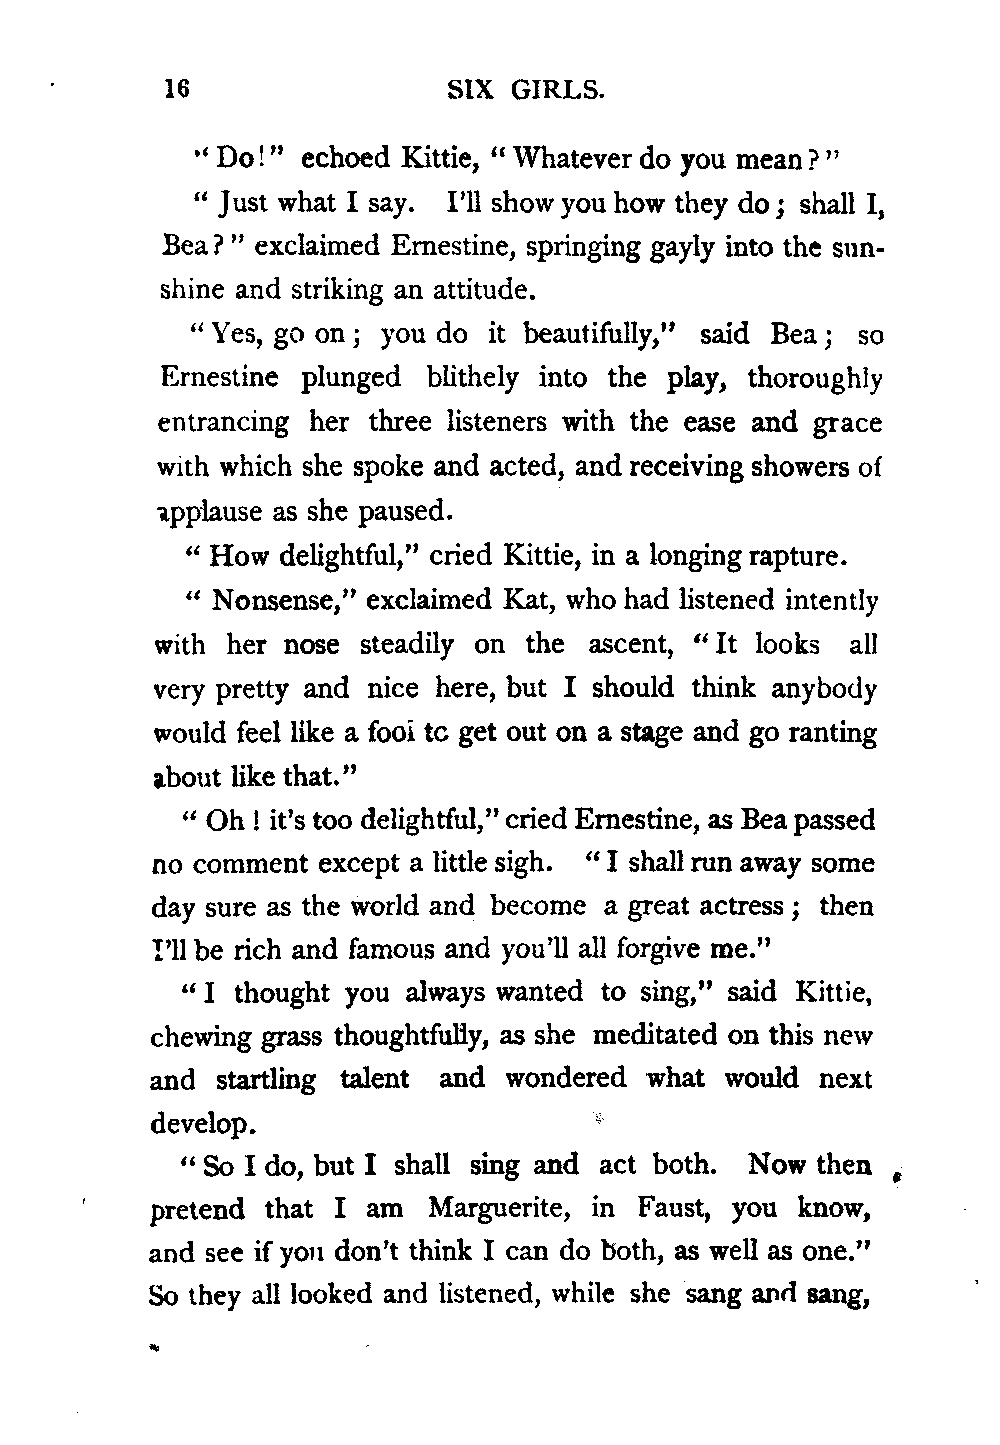 16 SIX GIRLS.
"Do!" echoed Kittie, "Whatever do you mean?"
"Just what I say. I'll show you how they do; shall I,
Bea?" exclaimed Ernestine, springing gayly into the sun-
shine and striking an attitude.
"Yes, go on; you do it beautifully," said Bea; so
Ernestine plunged blithely into the play, thoroughly
entrancing her three listeners with the ease and grace
with which she spoke and acted, and receiving showers of
applause as she paused.
"How delightful," cried Kittie, in a longing rapture.
"Nonsense," exclaimed Kat, who had listened intently
with her nose steadily on the ascent, "It looks all
very pretty and nice here, but I should think anybody
would feel like a fool to get out on a stage and go ranting
about like that."
"Oh! it's too delightful," cried Ernestine, as Bea passed
no comment except a little sigh. "I shall run away some
day sure as the world and become a great actress; then
I'll be rich and famous and you'll all forgive me."
"I thought you always wanted to sing," said Kittie,
chewing grass thoughtfully, as she meditated on this new
and startling talent and wondered what would next
develop.
"So I do, but I shall sing and act both. Now then
pretend that I am Marguerite, in Faust, you know,
and see if you don't think I can do both, as well as one."
So they all looked and listened, while she sang and sang,